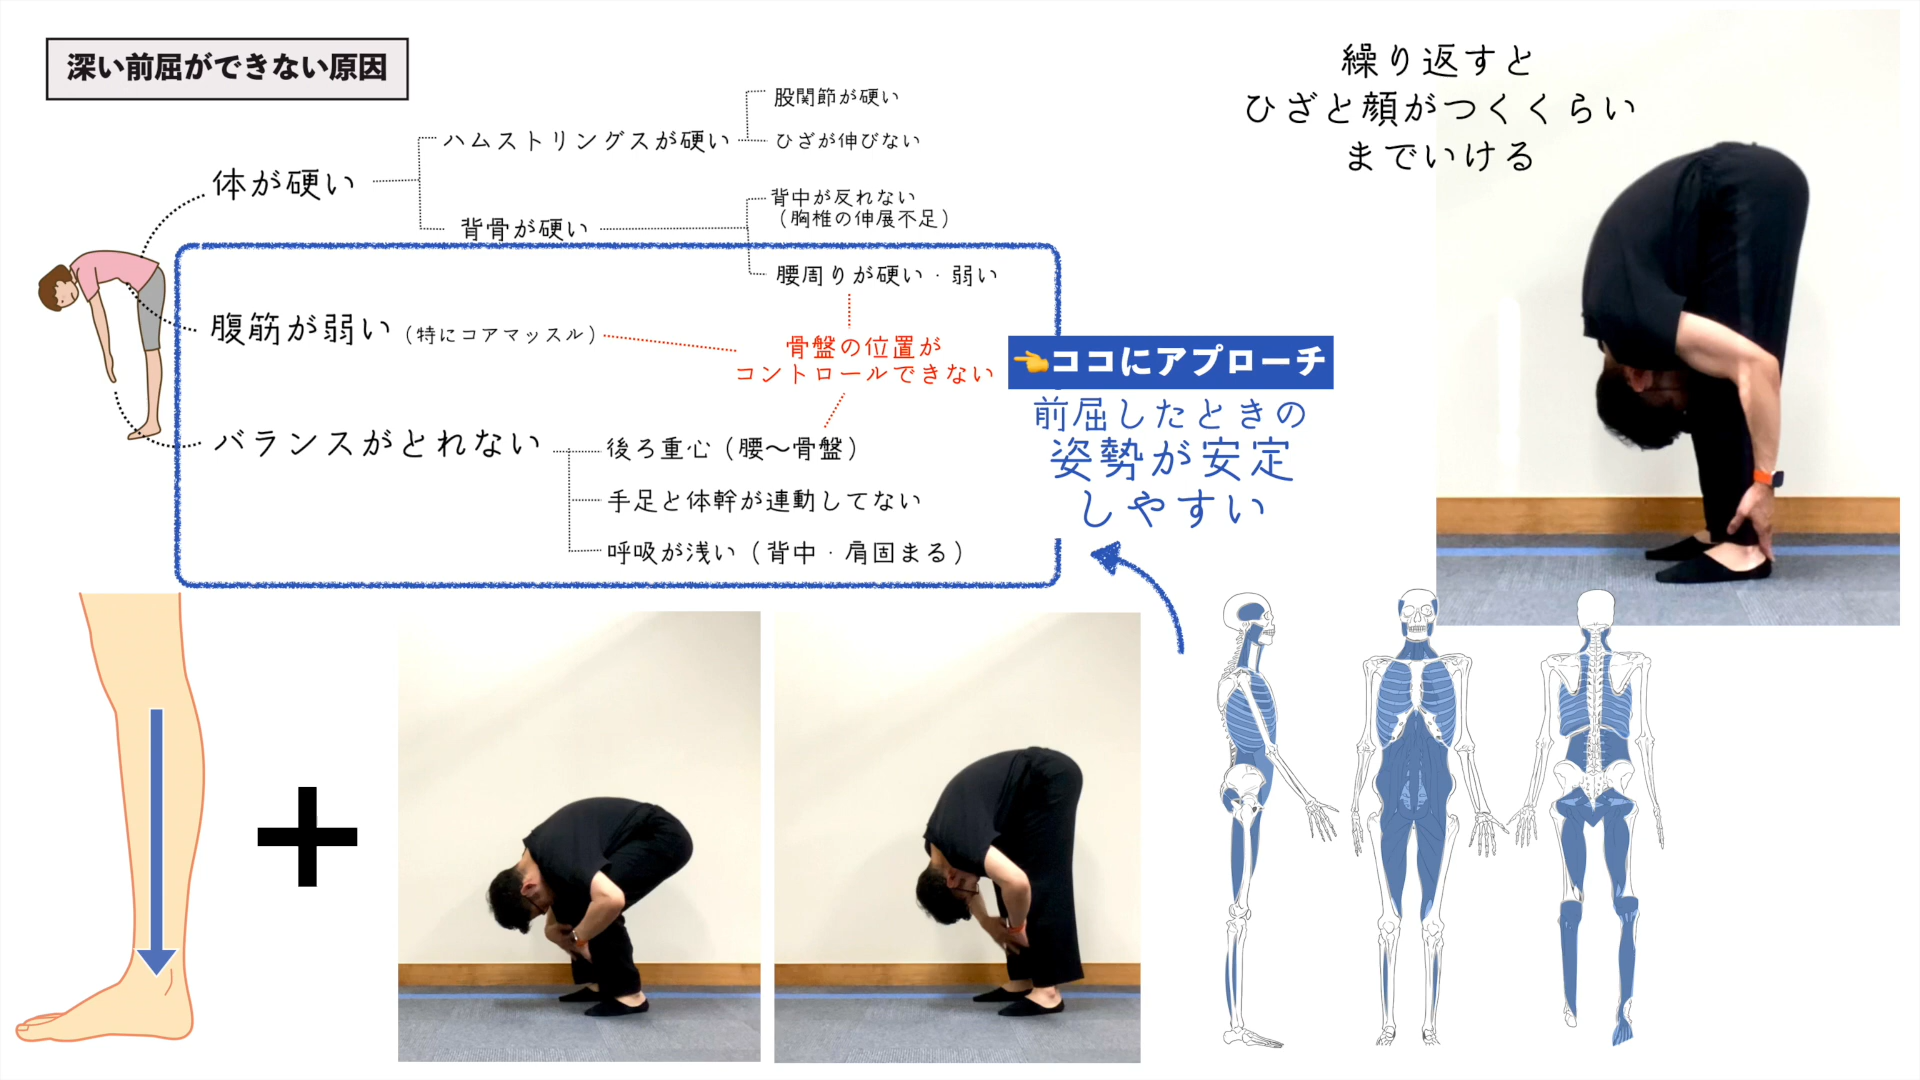 深い前屈ができない原因
繰り返すと
ひざと顔がつくくらい
までいける
体が硬い
ハムストリングスが硬い
股関節が硬い
ひざが伸びない
背骨が硬い
背中が反れない
（胸椎の伸展不足）
腰周りが硬い・弱い
腹筋が弱い（特にコアマッスル）
骨盤の位置が
コントロールできない
👈ココにアプローチ
前屈したときの
姿勢が安定
しやすい
バランスがとれない
後ろ重心（腰〜骨盤）
手足と体幹が連動してない
呼吸が浅い（背中・肩固まる）